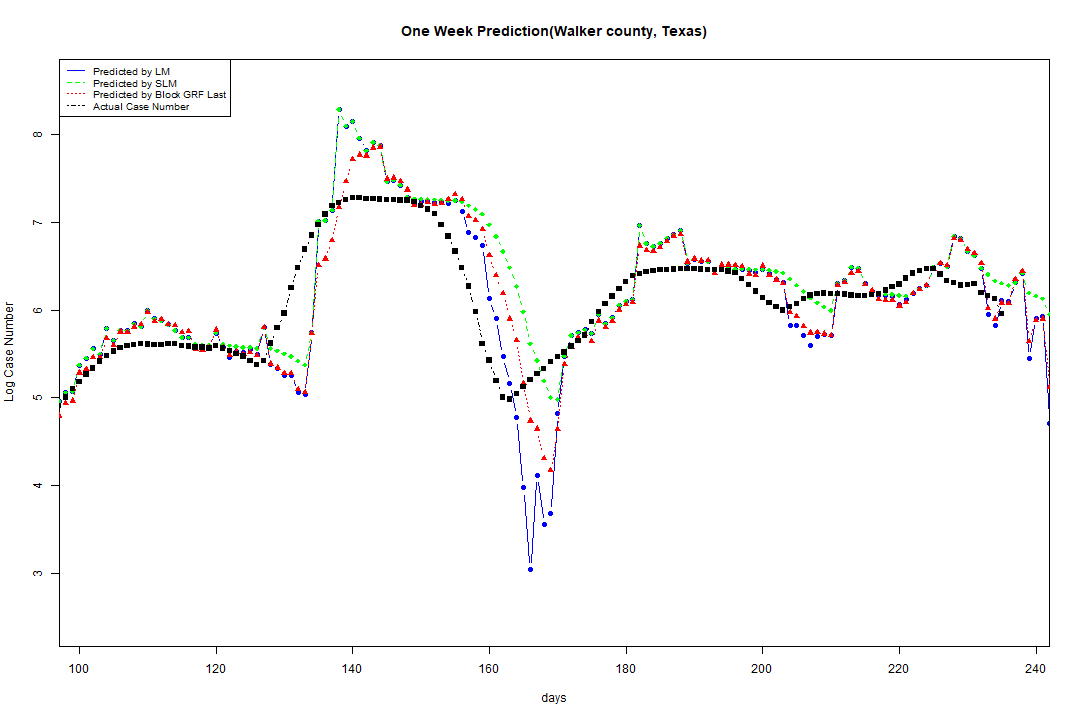 One Week Prediction(Walker county, Texas)
Predicted by LM
Predicted by SLM
Predicted by Block GRF Last
Actual Case Number
8
7
6
5
4
3
Log Case Number
100 120 140 160 180 200 220 240
days